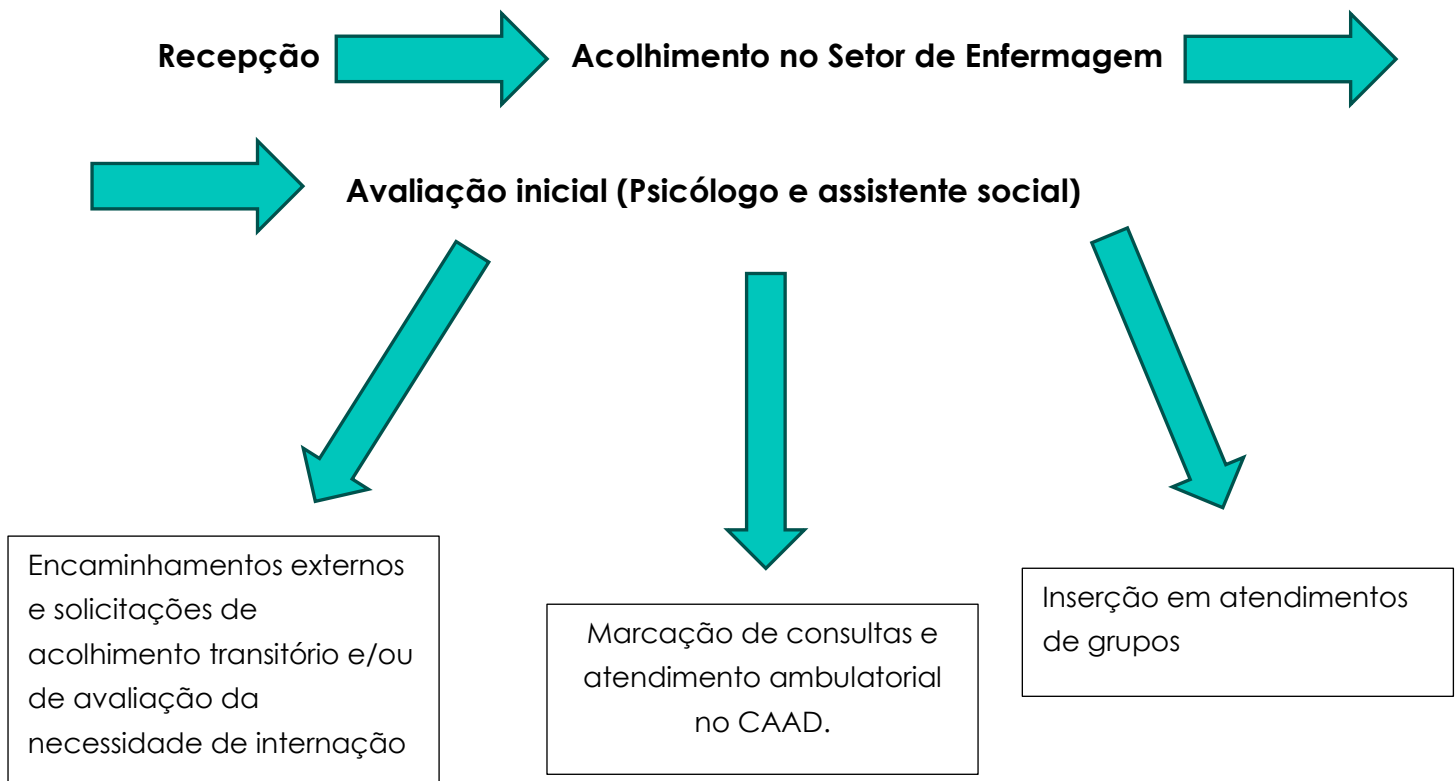 Recepção
Acolhimento no Setor de Enfermagem
Avaliação inicial (Psicólogo e assistente social)
Encaminhamentos externos
e solicitações de
acolhimento transitório e/ou
de avaliação da
necessidade de internação
Marcação de consultas e
atendimento ambulatorial
no CAAD.
Inserção em atendimentos
de grupos